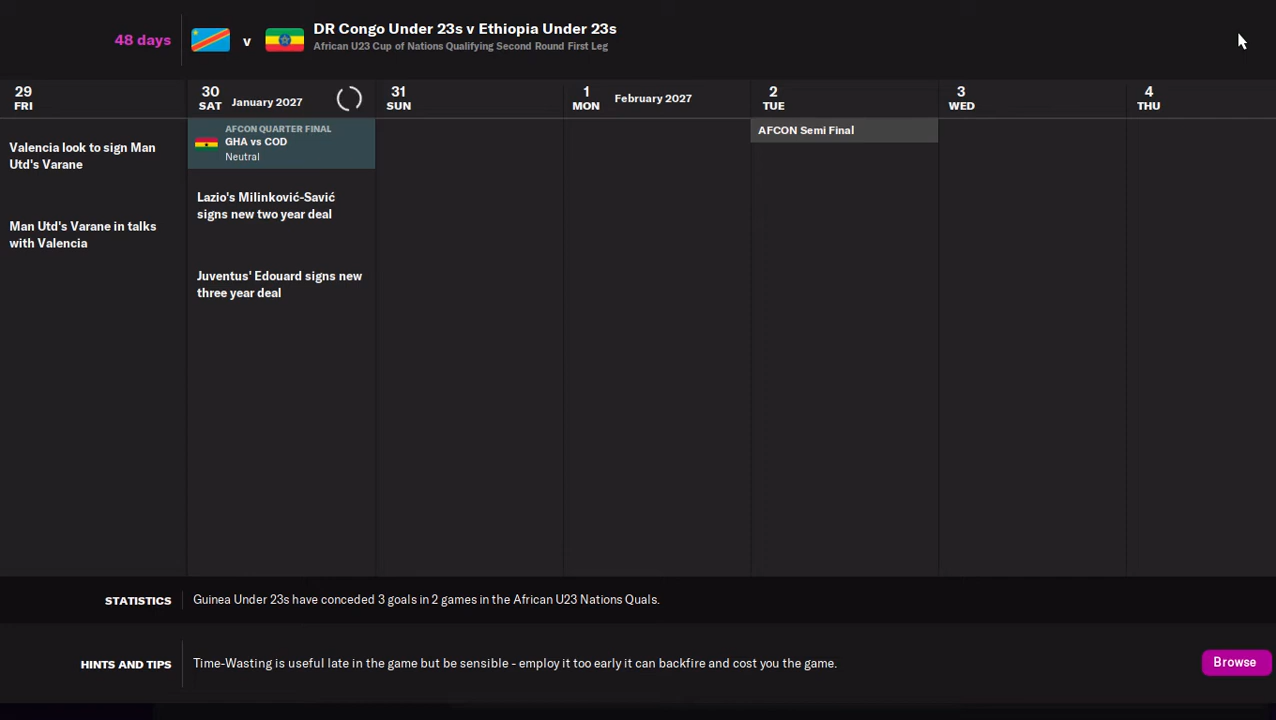 48 days
v
DR Congo Under 23s v Ethiopia Under 23s
African U23 Cup of Nations Qualifying Second Round First Leg
29
FRI
30
SAT
January 2027
31
SUN
1
MON
February 2027
2
TUE
3
WED
4
THU
Valencia look to sign Man
Utd's Varane
Man Utd's Varane in talks
with Valencia
AFCON QUARTER FINAL
GHA vs COD
Neutral
Lazio's Milinković-Savić
signs new two year deal
Juventus' Edouard signs new
three year deal
AFCON Semi Final
STATISTICS
Guinea Under 23s have conceded 3 goals in 2 games in the African U23 Nations Quals.
HINTS AND TIPS
Time-Wasting is useful late in the game but be sensible - employ it too early it can backfire and cost you the game.
Browse